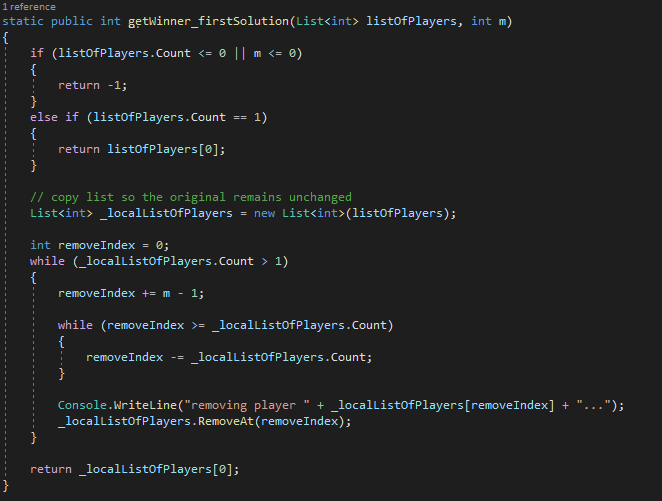 1 reference
static public int getWinner_firstSolution(List<int> listOfPlayers, int m)
{
    if (listOfPlayers.Count <= 0 || m <= 0)
    {
        return -1;
    }
    else if (listOfPlayers.Count == 1)
    {
        return listOfPlayers[0];
    }

    // copy list so the original remains unchanged
    List<int> _localListOfPlayers = new List<int>(listOfPlayers);

    int removeIndex = 0;
    while (_localListOfPlayers.Count > 1)
    {
        removeIndex += m - 1;

        while (removeIndex >= _localListOfPlayers.Count)
        {
            removeIndex -= _localListOfPlayers.Count;
        }

        Console.WriteLine("removing player " + _localListOfPlayers[removeIndex] + "...");
        _localListOfPlayers.RemoveAt(removeIndex);
    }

    return _localListOfPlayers[0];
}